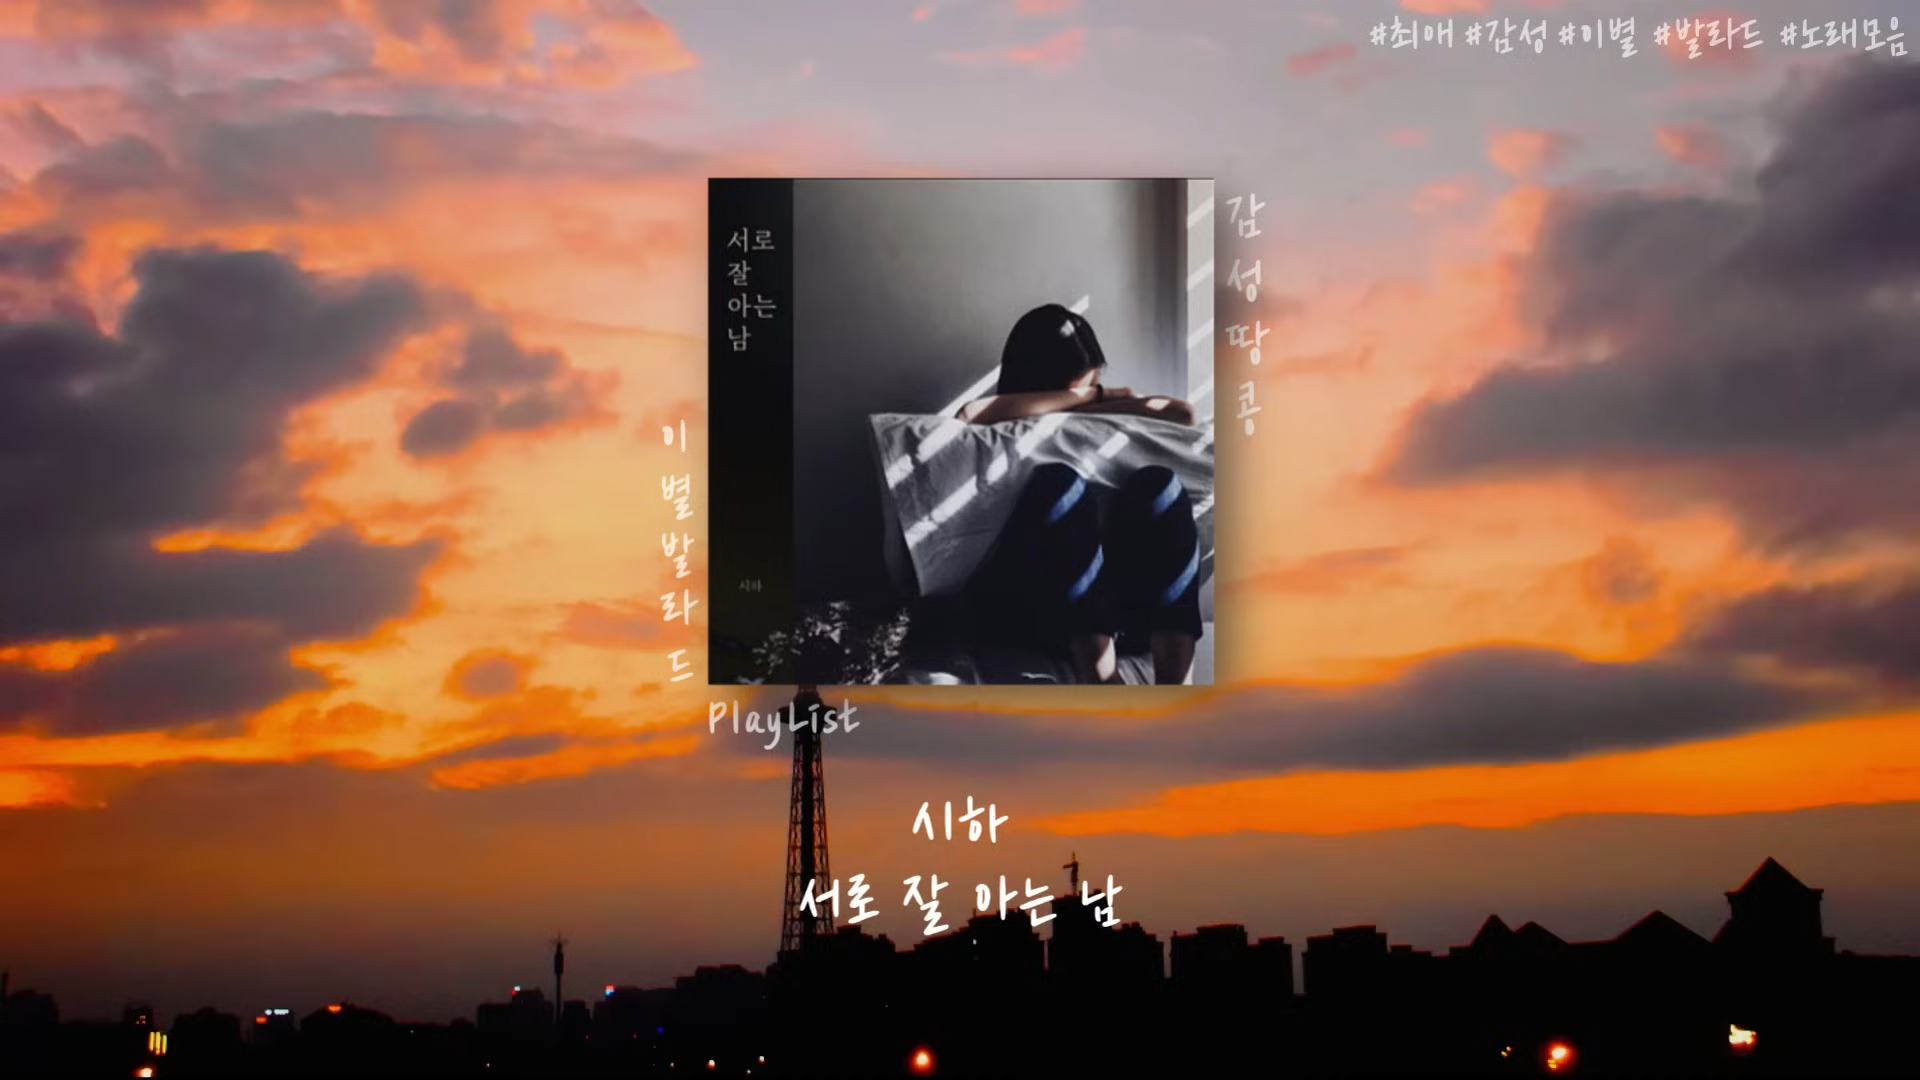 #최애 #감성 #이별 #발라드 #노래모음
감성땅콩
서로
잘
아는
남
시하
이별발라드
PlayList
시하
서로 잘 아는 남